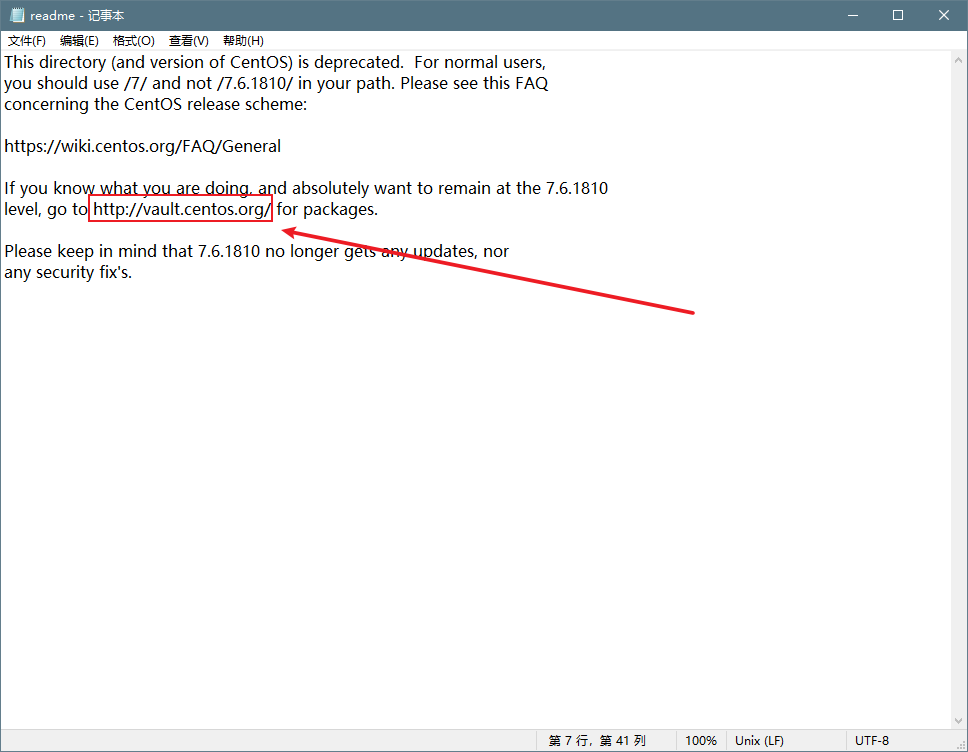 readme - 记事本
文件(F) 编辑(E) 格式(O) 查看(V) 帮助(H)
This directory (and version of CentOS) is deprecated.  For normal users,
you should use /7/ and not /7.6.1810/ in your path. Please see this FAQ
concerning the CentOS release scheme:
https://wiki.centos.org/FAQ/General
If you know what you are doing, and absolutely want to remain at the 7.6.1810
level, go to http://vault.centos.org/ for packages.
Please keep in mind that 7.6.1810 no longer gets any updates, nor
any security fix's.
第 7 行，第 41 列 100% Unix (LF) UTF-8